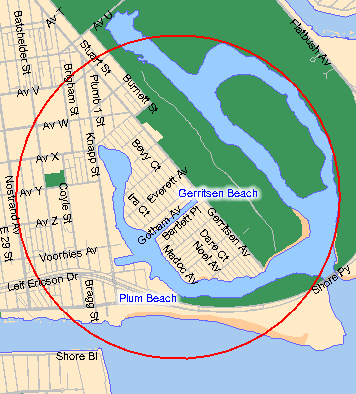 Av T
Av U
Batchelder St
Stuart St
Flatbush Av
Brigham St
Plumb 1 St
Burnett St
Av V
Av W
Knapp St
Bevy Ct
Av X
Everett Av
Av Y
Gerritsen Beach
Nostrand Av
Coyle St
Ira Ct
Gotham Av
Bartlett Pl
Gerritsen Av
Av Z
E 29 St
Dare Ct
Noel Av
Madoc Av
Voorhies Av
Leif Ericson Dr
Bragg St
Plum Beach
Shore Py
Shore Bl